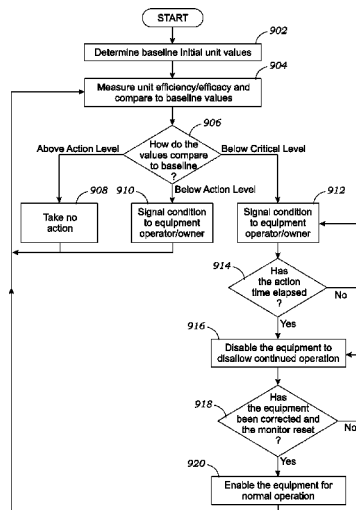 START
902
Determine baseline Initial unit values
904
Measure unit efficiency/efficacy and
compare to baseline values
906
How do the
values compare
to baseline
?
Above Action Level
Below Critical Level
Below Action Level
908
Take no
action
910
Signal condition
to equipment
operator/owner
912
Signal condition
to equipment
operator/owner
914
Has
the action
time elapsed
?
No
Yes
916
Disable the equipment to
disallow continued operation
918
Has
the equipment
been corrected and
the monitor reset
?
No
Yes
920
Enable the equipment for
normal operation